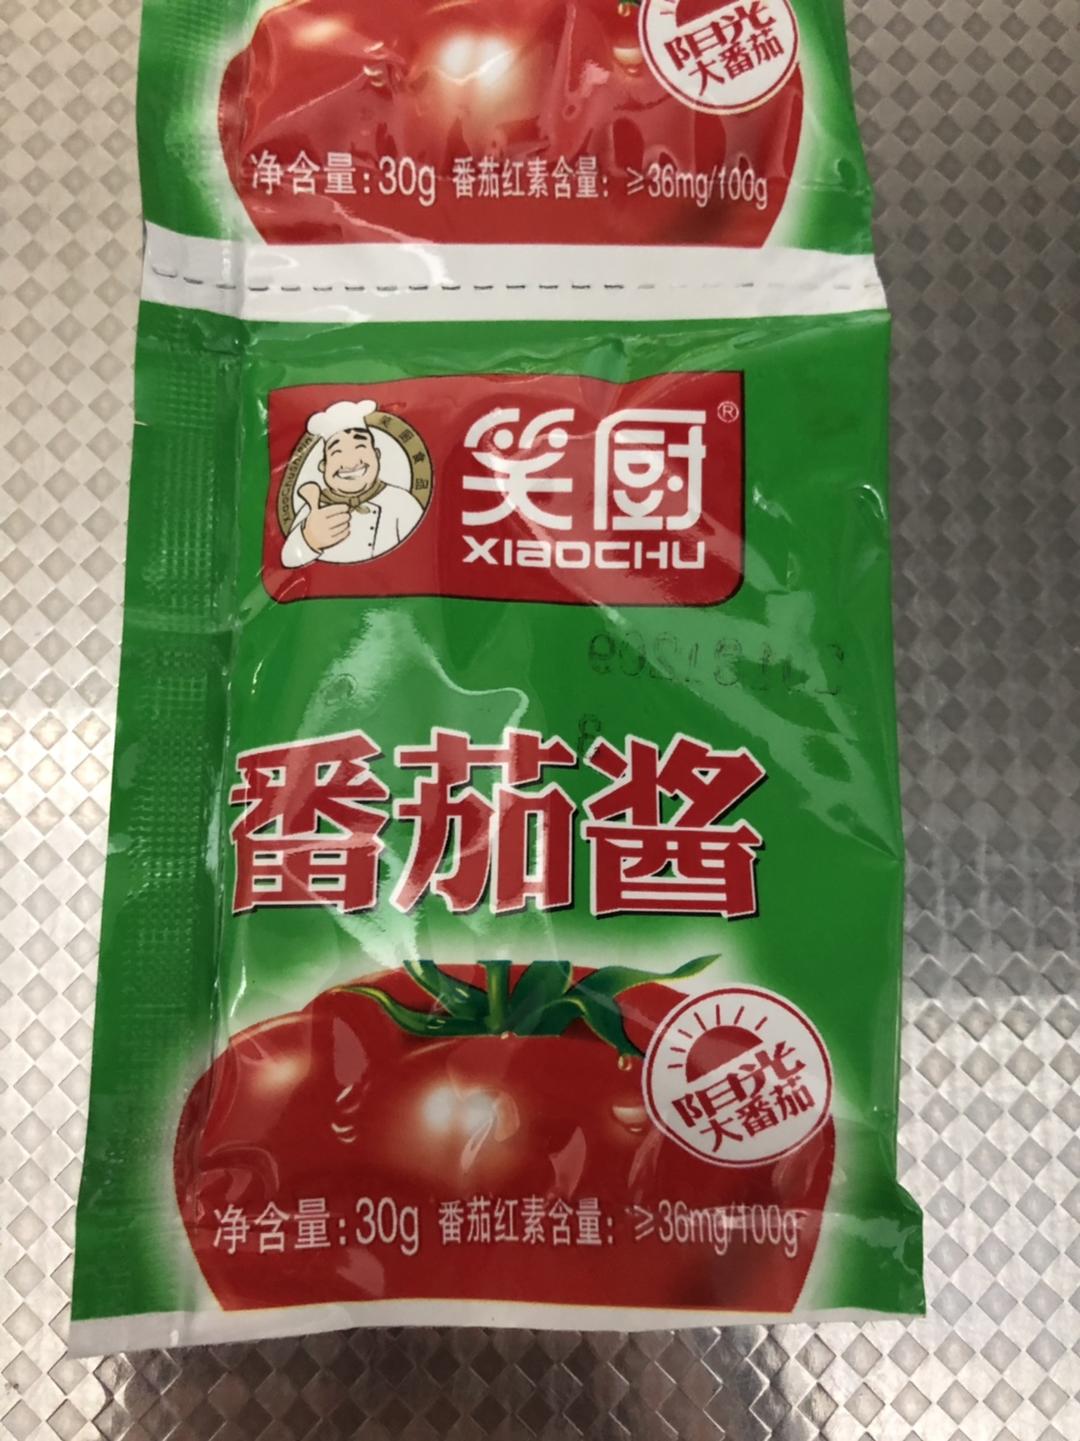 阳光
大番茄
净含量：30g 番茄红素含量：≥36mg/100g
笑厨®
XIAOCHU
番茄酱
阳光
大番茄
净含量：30g 番茄红素含量：≥36mg/100g